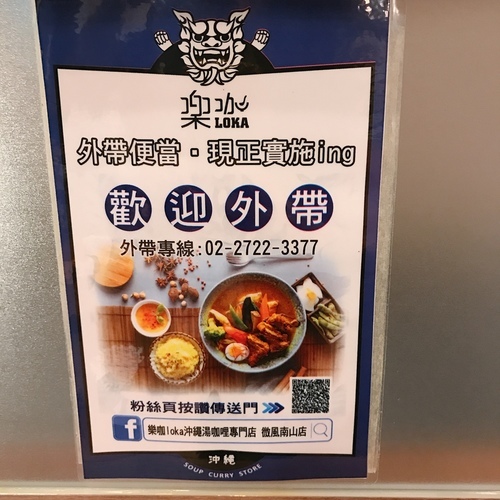 樂咖
LOKA
外帶便當・現正實施ing
歡迎外帶
外帶專線:02-2722-3377
粉絲頁按讚傳送門
f 樂咖loka沖繩湯咖哩專門店 微風南山店
沖繩
SOUP CURRY STORE